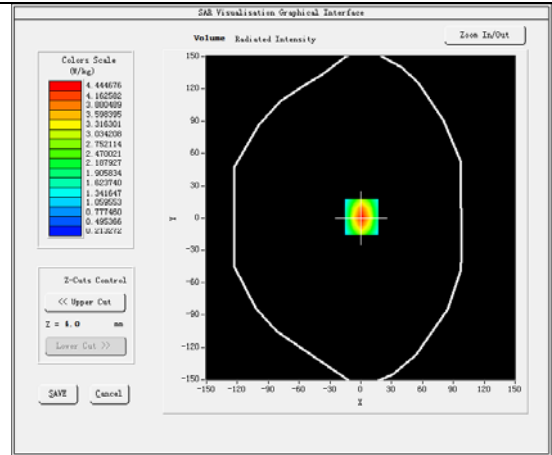 SAR Visualisation Graphical Interface
Volume Radiated Intensity
Zoom In/Out
Colors Scale
(W/kg)
4.444676
4.162582
3.880489
3.598395
3.316301
3.034208
2.752114
2.470021
2.187927
1.905834
1.623740
1.341647
1.059553
0.777460
0.495366
0.213272
Z-Cuts Control
<< Upper Cut
Z = 4.0 mm
Lower Cut >>
SAVE Cancel
150
120
90
60
30
0
-30
-60
-90
-120
-150
Y
-150 -120 -90 -60 -30 0 30 60 90 120 150
X